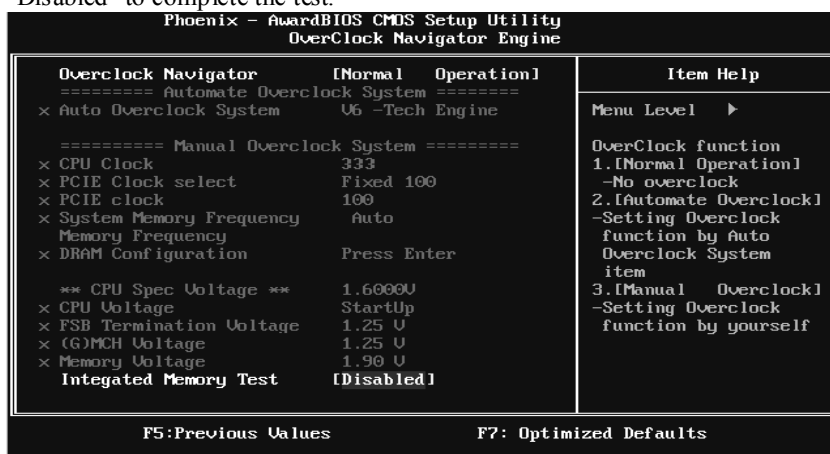 "Disabled" to complete the test.
Phoenix - AwardBIOS CMOS Setup Utility
OverClock Navigator Engine
Overclock Navigator [Normal Operation]
========= Automate Overclock System ========
x Auto Overclock System V6 -Tech Engine
========== Manual Overclock System =========
x CPU Clock 333
x PCIE Clock select Fixed 100
x PCIE clock 100
x System Memory Frequency Auto
Memory Frequency
x DRAM Configuration Press Enter
** CPU Spec Voltage ** 1.6000V
x CPU Voltage StartUp
x FSB Termination Voltage 1.25 V
x (G)MCH Voltage 1.25 V
x Memory Voltage 1.90 V
Integated Memory Test [Disabled]
Item Help
Menu Level ▶
OverClock function
1.[Normal Operation]
-No overclock
2.[Automate Overclock]
-Setting Overclock
function by Auto
Overclock System
item
3.[Manual Overclock]
-Setting Overclock
function by yourself
F5:Previous Values F7: Optimized Defaults